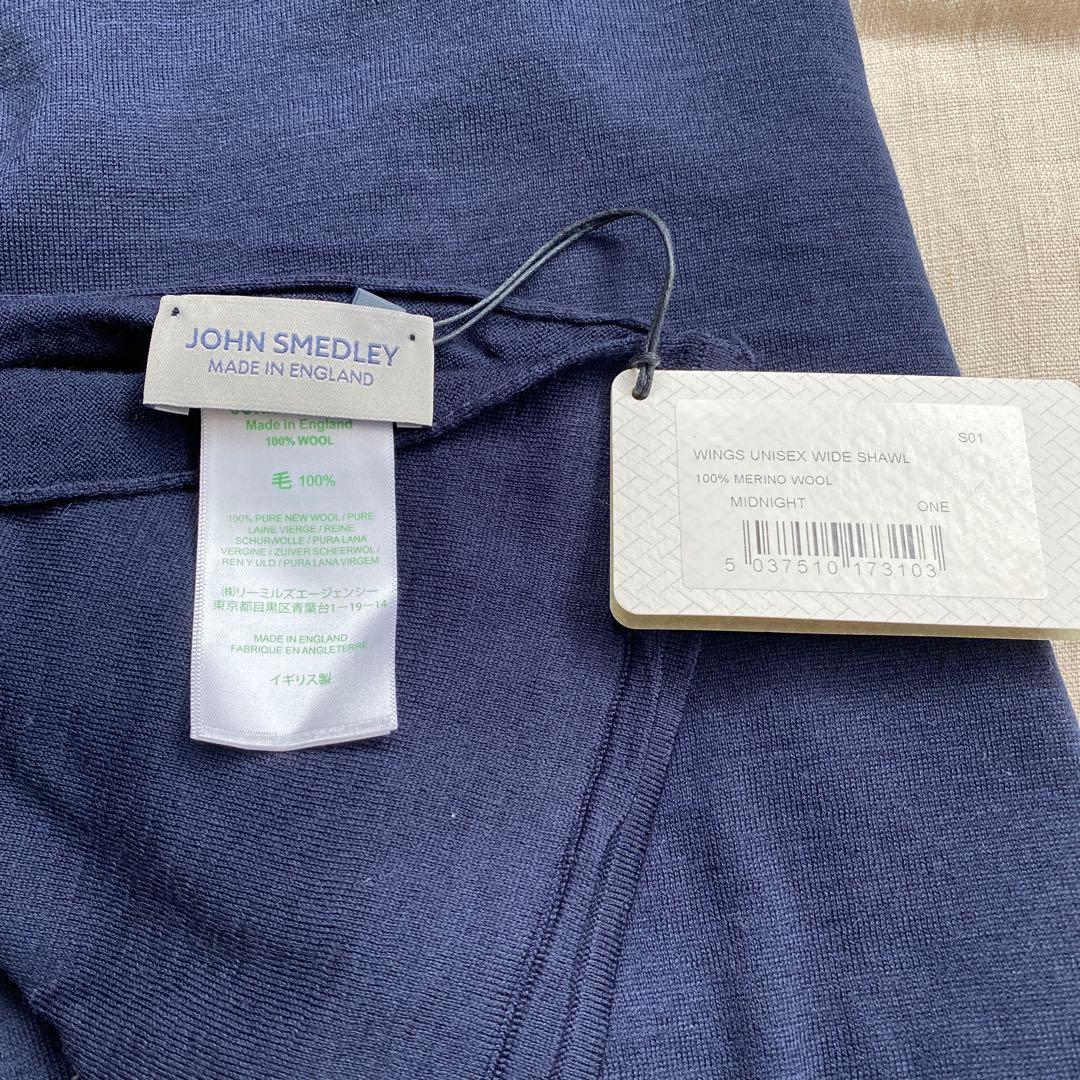 JOHN SMEDLEY
MADE IN ENGLAND
Made in England
100% WOOL
毛 100%
100% PURE NEW WOOL / PURE
LAINE VIERGE / REINE
SCHURWOLLE / PURA LANA
VERGINE / ZUIVER SCHEERWOL /
REN Y ULD / PURA LANA VIRGEM
㈱リーミルズエージェンシー
東京都目黒区青葉台1-19-14
MADE IN ENGLAND
FABRIQUE EN ANGLETERRE
イギリス製
S01
WINGS UNISEX WIDE SHAWL
100% MERINO WOOL
MIDNIGHT ONE
5 037510 173103